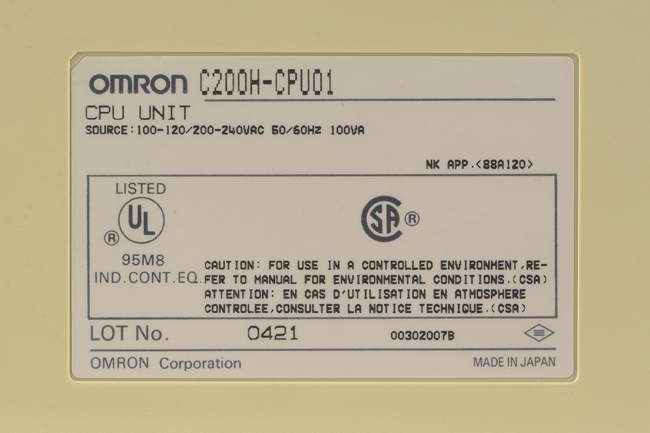 OMRON C200H-CPU01
CPU UNIT
SOURCE:100-120/200-240VAC 50/60Hz 100VA
NK APP.<88A120>
LISTED
UL ®
95M8
IND.CONT.EQ.
SA ®
CAUTION: FOR USE IN A CONTROLLED ENVIRONMENT,RE-
FER TO MANUAL FOR ENVIRONMENTAL CONDITIONS.(CSA)
ATTENTION: EN CAS D'UTILISATION EN ATMOSPHERE
CONTROLEE,CONSULTER LA NOTICE TECHNIQUE.(CSA)
LOT No. 0421 00302007B
OMRON Corporation MADE IN JAPAN